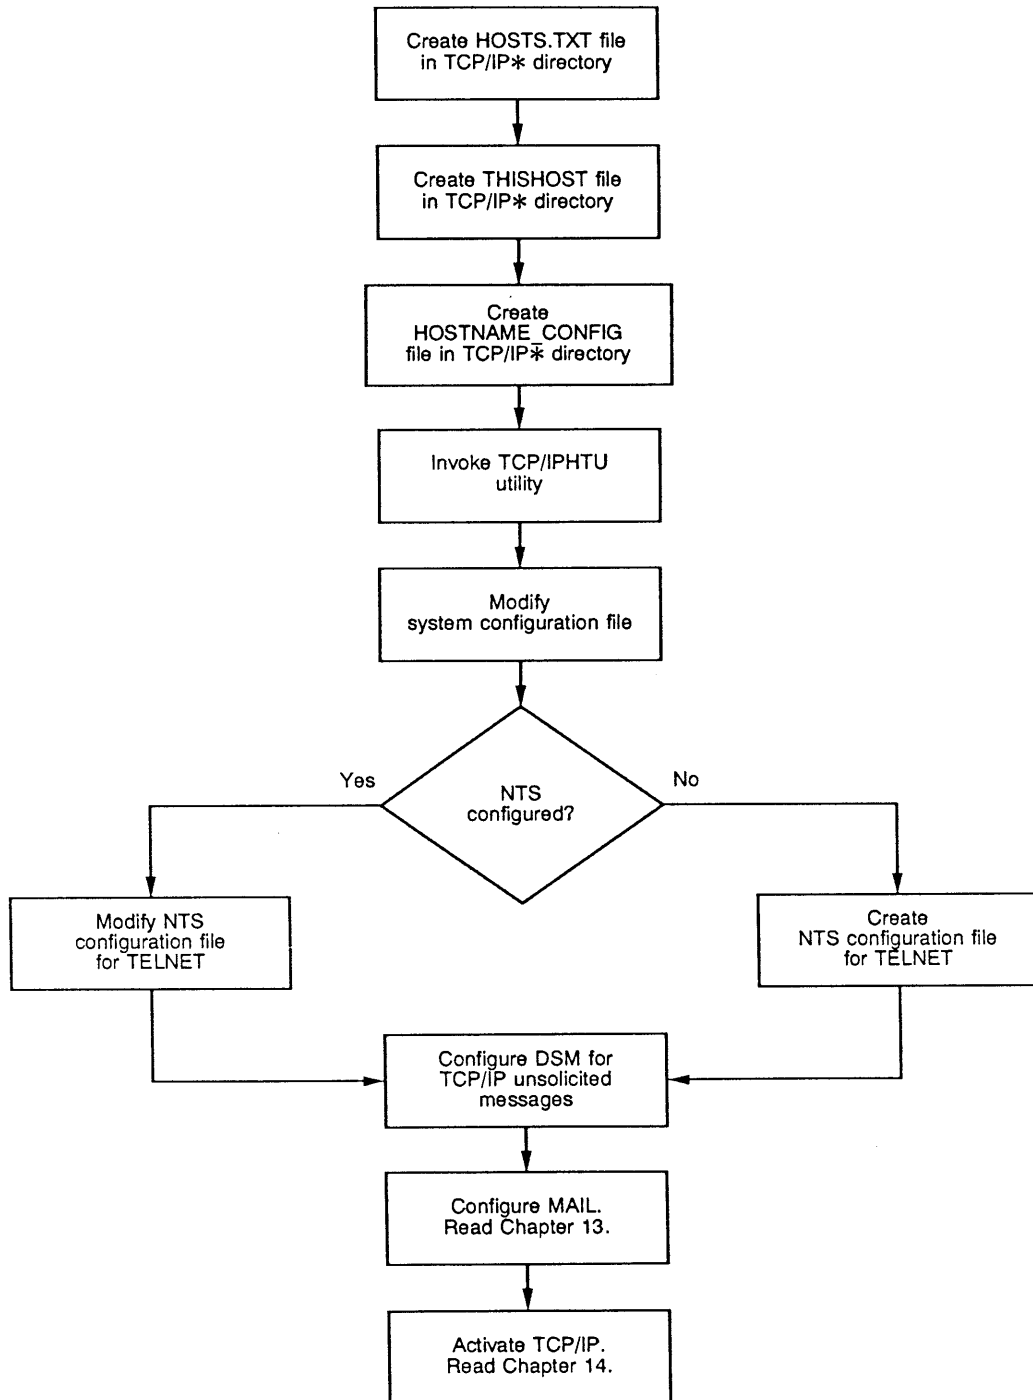 Create HOSTS.TXT file
in TCP/IP* directory
Create THISHOST file
in TCP/IP* directory
Create
HOSTNAME_CONFIG
file in TCP/IP* directory
Invoke TCP/IPHTU
utility
Modify
system configuration file
NTS
configured?
Yes
No
Modify NTS
configuration file
for TELNET
Create
NTS configuration file
for TELNET
Configure DSM for
TCP/IP unsolicited
messages
Configure MAIL.
Read Chapter 13.
Activate TCP/IP.
Read Chapter 14.